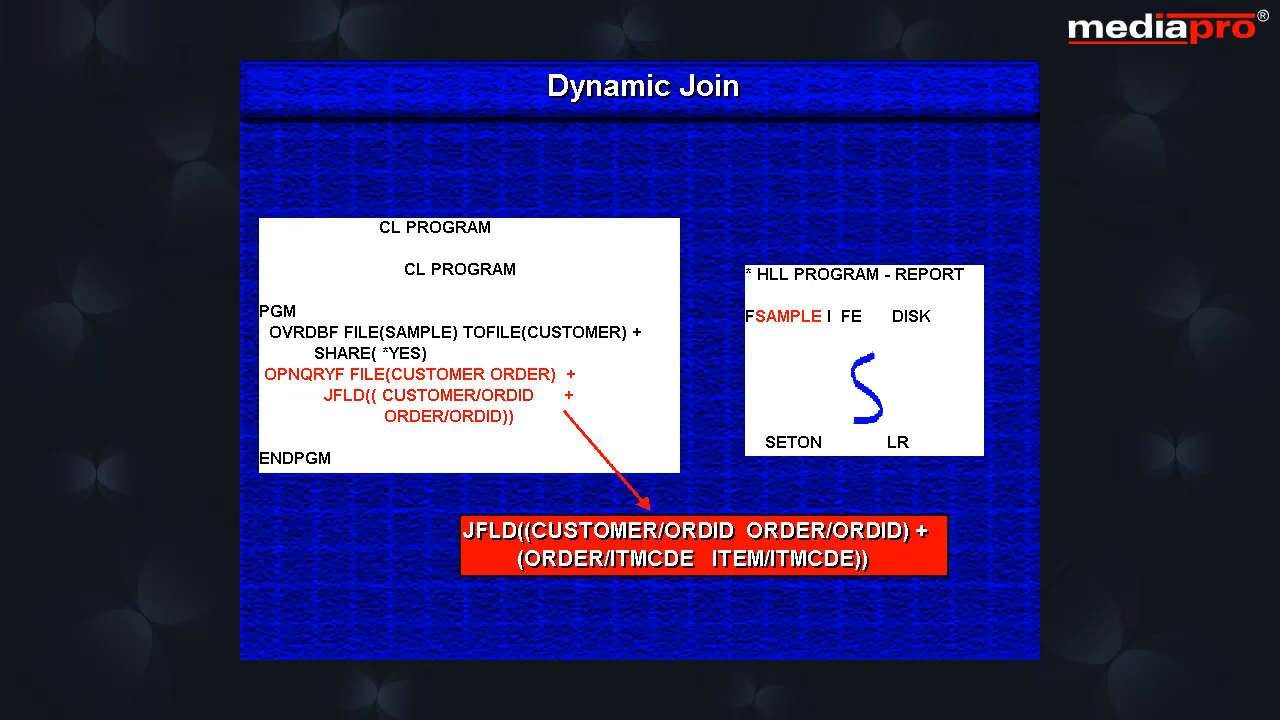 mediapro®
Dynamic Join
CL PROGRAM
CL PROGRAM
PGM
OVRDBF FILE(SAMPLE) TOFILE(CUSTOMER) +
SHARE( *YES)
OPNQRYF FILE(CUSTOMER ORDER) +
JFLD(( CUSTOMER/ORDID +
ORDER/ORDID))
ENDPGM
* HLL PROGRAM - REPORT
FSAMPLE I FE DISK
SETON LR
JFLD((CUSTOMER/ORDID ORDER/ORDID) +
(ORDER/ITMCDE ITEM/ITMCDE))